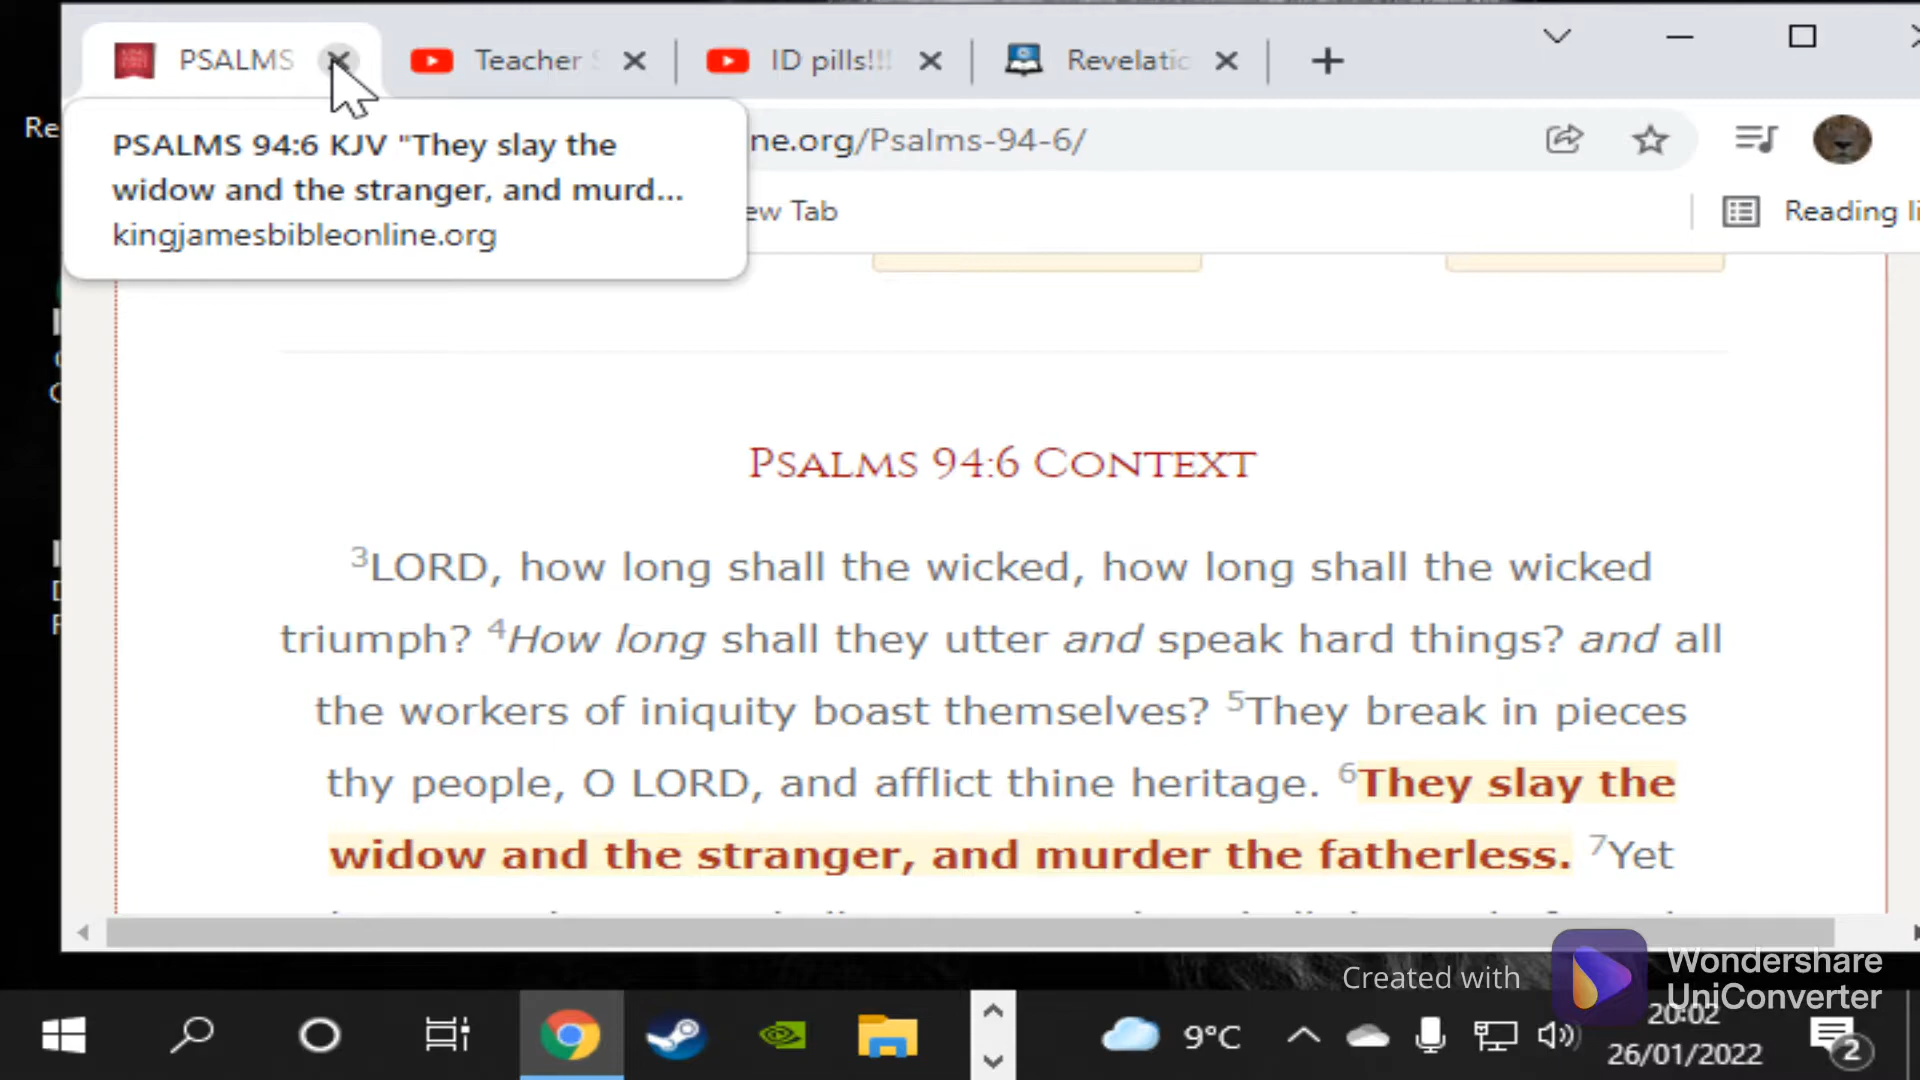 PSALMS
Teacher
ID pills!!!
Revelatic
PSALMS 94:6 KJV "They slay the
widow and the stranger, and murd...
kingjamesbibleonline.org
ne.org/Psalms-94-6/
ew Tab
Reading li
Re
PSALMS 94:6 CONTEXT
3LORD, how long shall the wicked, how long shall the wicked
triumph? 4How long shall they utter and speak hard things? and all
the workers of iniquity boast themselves? 5They break in pieces
thy people, O LORD, and afflict thine heritage. 6They slay the
widow and the stranger, and murder the fatherless. 7Yet
Created with
Wondershare
UniConverter
9°C
20:02
26/01/2022
2